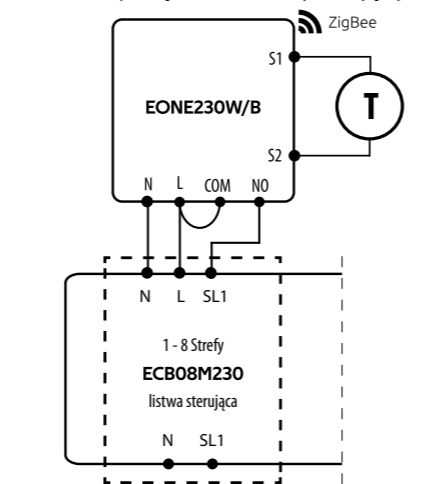 ZigBee
S1
EONE230W/B
T
S2
N L COM NO
N L SL1
1 - 8 Strefy
ECB08M230
listwa sterująca
N SL1